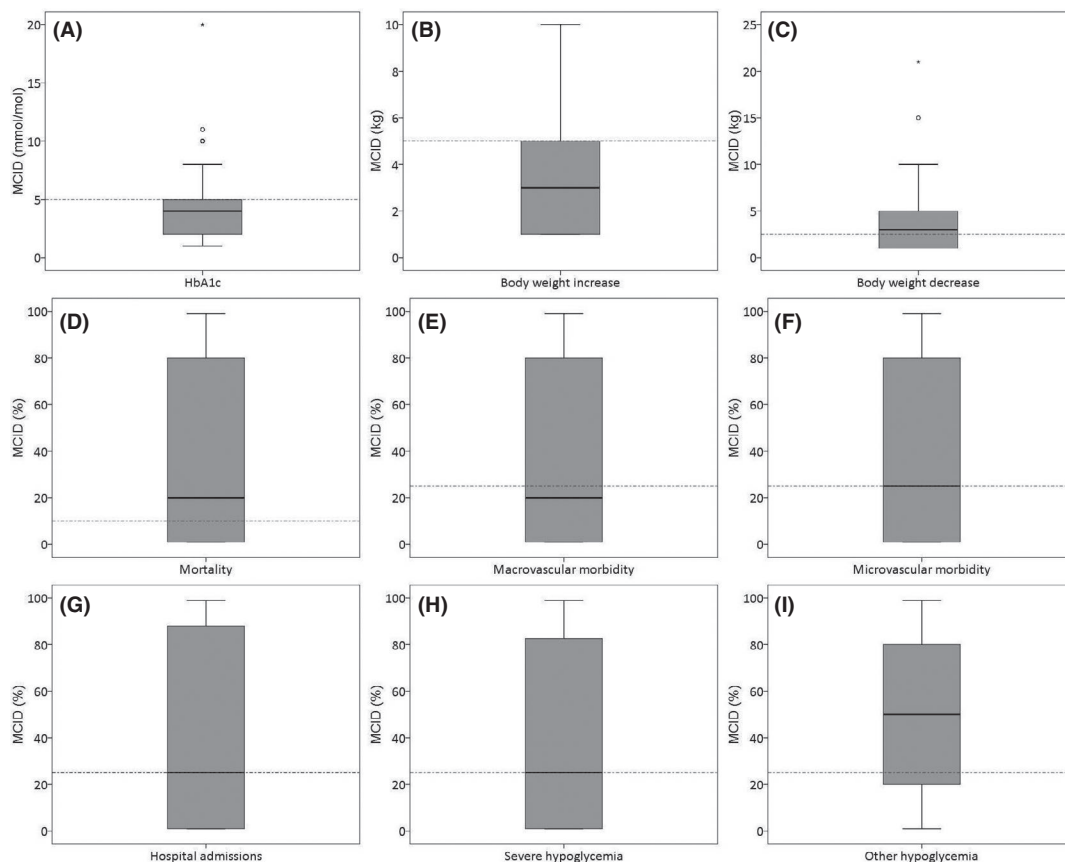 (A)
MCID (mmol/mol)
20
15
10
5
0
HbA1c
(B)
MCID (kg)
10
8
6
4
2
0
Body weight increase
(C)
MCID (kg)
25
20
15
10
5
0
Body weight decrease
(D)
MCID (%)
100
80
60
40
20
0
Mortality
(E)
MCID (%)
100
80
60
40
20
0
Macrovascular morbidity
(F)
MCID (%)
100
80
60
40
20
0
Microvascular morbidity
(G)
MCID (%)
100
80
60
40
20
0
Hospital admissions
(H)
MCID (%)
100
80
60
40
20
0
Severe hypoglycemia
(I)
MCID (%)
100
80
60
40
20
0
Other hypoglycemia